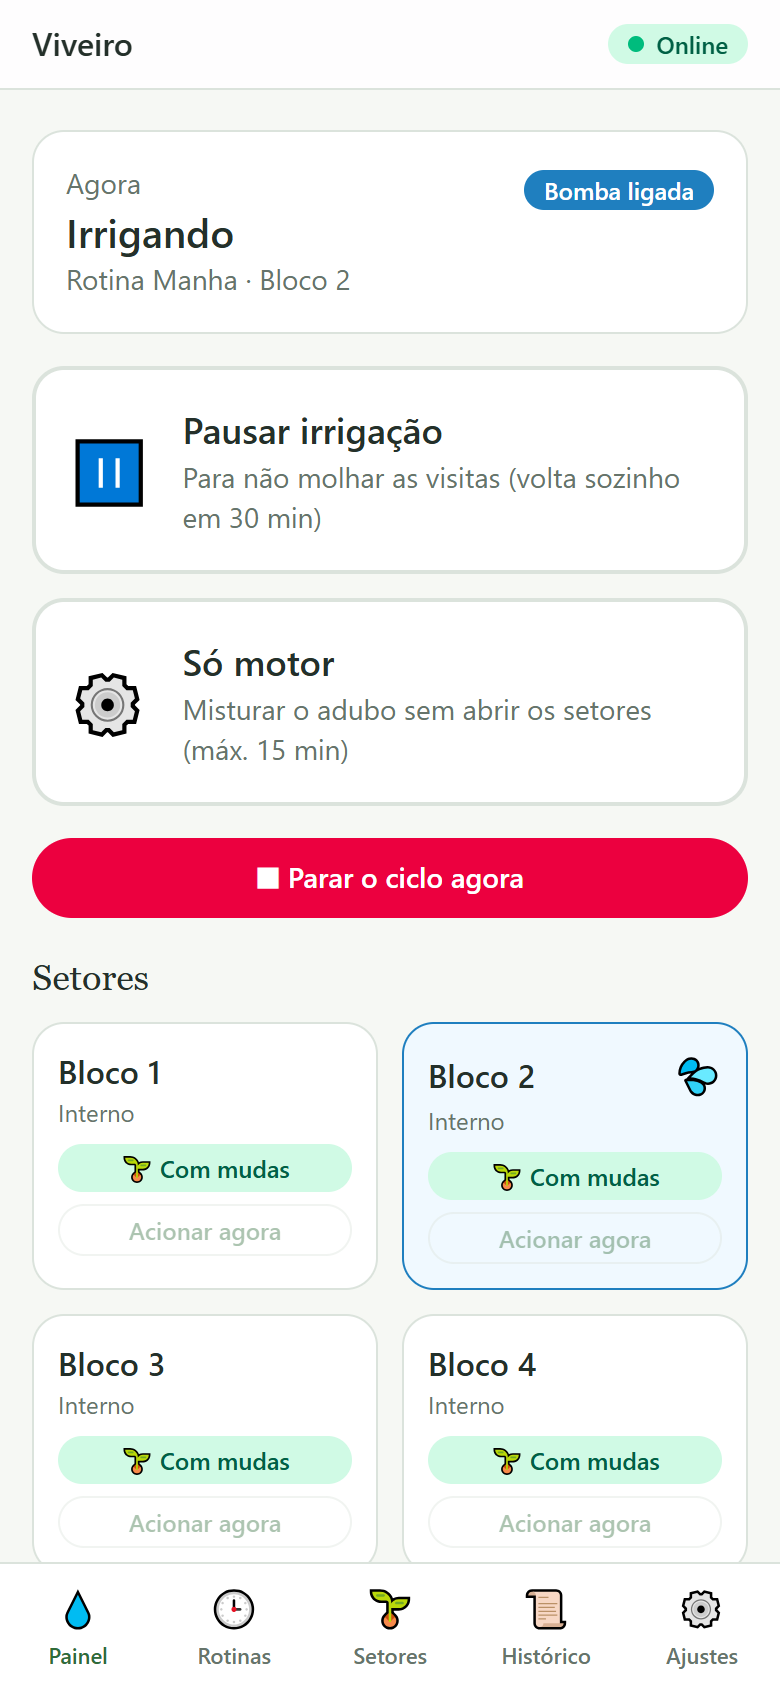 Viveiro
Online
Agora
Bomba ligada
Irrigando
Rotina Manha · Bloco 2
Pausar irrigação
Para não molhar as visitas (volta sozinho
em 30 min)
Só motor
Misturar o adubo sem abrir os setores
(máx. 15 min)
Parar o ciclo agora
Setores
Bloco 1
Interno
Com mudas
Acionar agora
Bloco 2
Interno
Com mudas
Acionar agora
Bloco 3
Interno
Com mudas
Acionar agora
Bloco 4
Interno
Com mudas
Acionar agora
Painel
Rotinas
Setores
Histórico
Ajustes